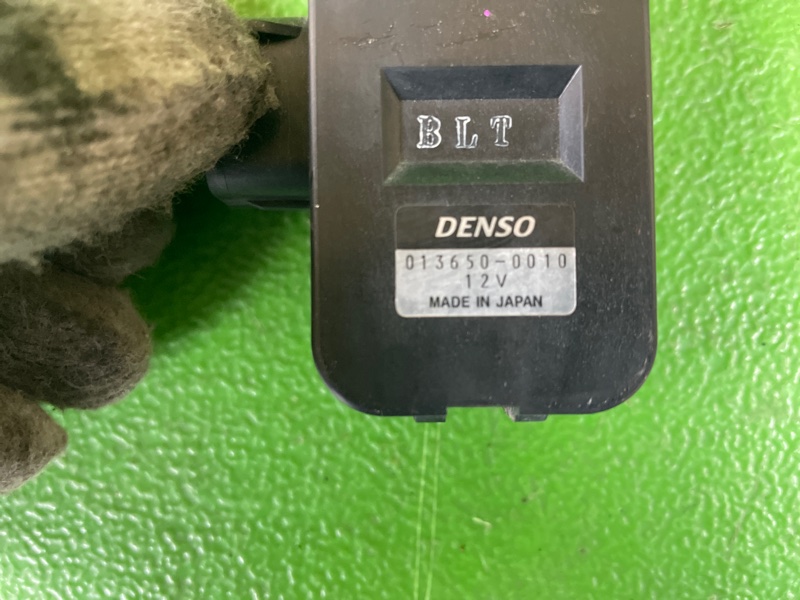 BLT
DENSO
013650-0010
12V
MADE IN JAPAN